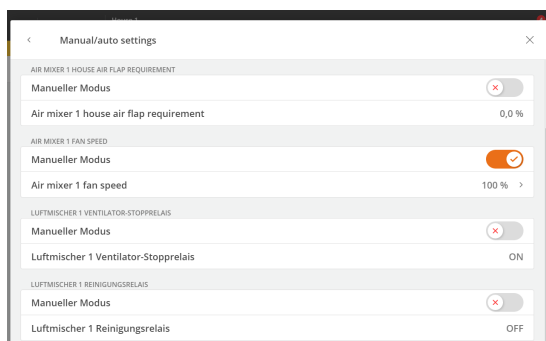 House 1
Manual/auto settings
AIR MIXER 1 HOUSE AIR FLAP REQUIREMENT
Manueller Modus
Air mixer 1 house air flap requirement 0,0 %
AIR MIXER 1 FAN SPEED
Manueller Modus
Air mixer 1 fan speed 100 %
LUFTMISCHER 1 VENTILATOR-STOPPRELAIS
Manueller Modus
Luftmischer 1 Ventilator-Stopprelais ON
LUFTMISCHER 1 REINIGUNGSRELAIS
Manueller Modus
Luftmischer 1 Reinigungsrelais OFF